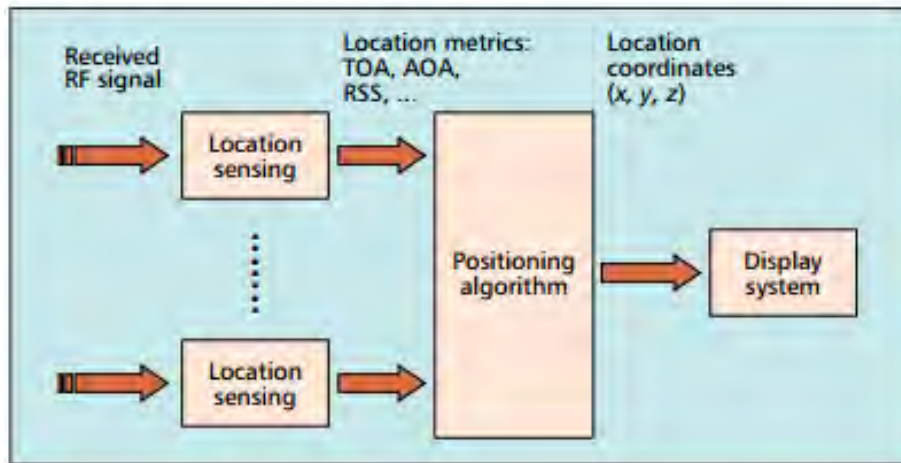 Received
RF signal
Location metrics:
TOA, AOA,
RSS, ...
Location
coordinates
(x, y, z)
Location
sensing
Positioning
algorithm
Display
system
Location
sensing